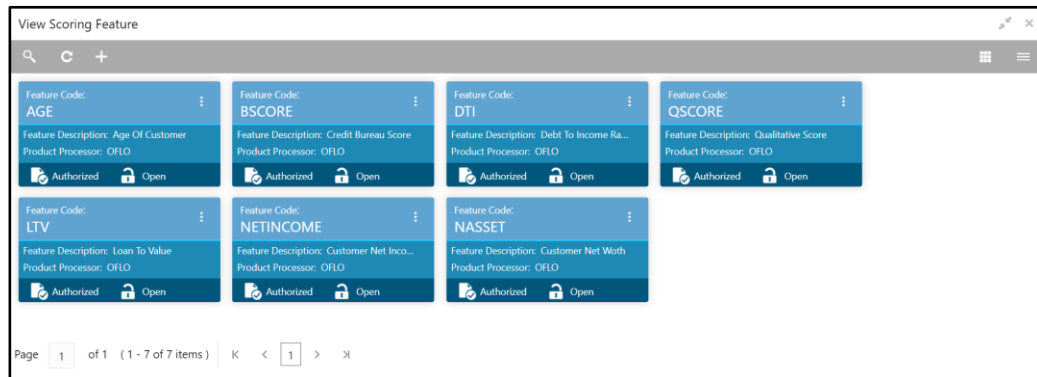 View Scoring Feature
Feature Code:
AGE
Feature Description: Age Of Customer
Product Processor: OFLO
Authorized Open
Feature Code:
BSCORE
Feature Description: Credit Bureau Score
Product Processor: OFLO
Authorized Open
Feature Code:
DTI
Feature Description: Debt To Income Ra...
Product Processor: OFLO
Authorized Open
Feature Code:
QSCORE
Feature Description: Qualitative Score
Product Processor: OFLO
Authorized Open
Feature Code:
LTV
Feature Description: Loan To Value
Product Processor: OFLO
Authorized Open
Feature Code:
NETINCOME
Feature Description: Customer Net Inco...
Product Processor: OFLO
Authorized Open
Feature Code:
NASSET
Feature Description: Customer Net Woth
Product Processor: OFLO
Authorized Open
Page 1 of 1 ( 1 - 7 of 7 items ) 1